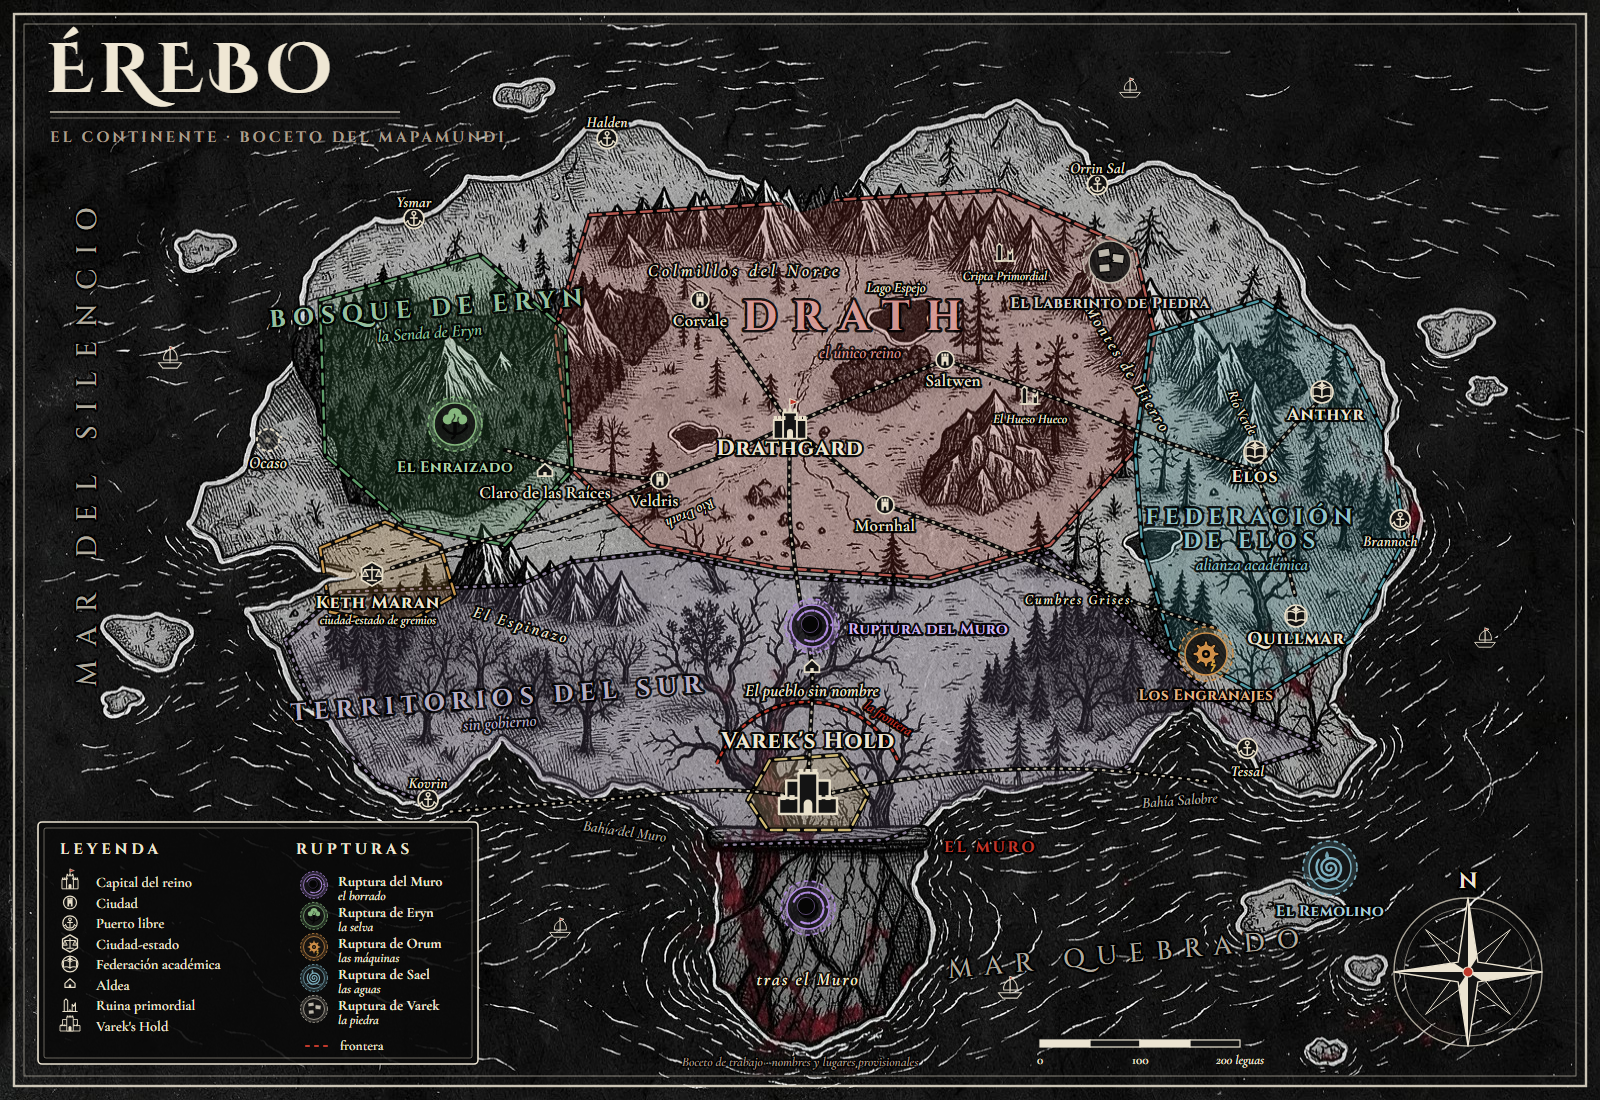 ÉREBO
EL CONTINENTE · BOCETO DEL MAPAMUNDI
Halden
Orrin Sal
Ysmar
MAR DEL SILENCIO
Colmillos del Norte
Cripta Primordial
Lago Espejo
EL LABERINTO DE PIEDRA
BOSQUE DE ERYN
la Senda de Eryn
Corvale
DRATH
el único reino
Montes de Hierro
Saltwen
El Hueso Hueco
Río Verde
ANTHYR
DRATHGARD
Ocaso
EL ENRAIZADO
Claro de las Raíces
Veldris
Río Drath
Mornhal
ELOS
FEDERACIÓN
DE ELOS
alianza académica
Brannoch
KETH MARAN
ciudad-estado de gremios
El Espinazo
Cumbres Grises
RUPTURA DEL MURO
QUILLMAR
El pueblo sin nombre
LOS ENGRANAJES
TERRITORIOS DEL SUR
sin gobierno
la frontera
VAREK'S HOLD
Tessal
Kovrin
Bahía del Muro
Bahía Salobre
EL MURO
EL REMOLINO
MAR QUEBRADO
tras el Muro
LEYENDA
Capital del reino
Ciudad
Puerto libre
Ciudad-estado
Federación académica
Aldea
Ruina primordial
Varek's Hold
RUPTURAS
Ruptura del Muro
el borrado
Ruptura de Eryn
la selva
Ruptura de Orum
las máquinas
Ruptura de Sael
las aguas
Ruptura de Varek
la piedra
frontera
N
0 100 200 leguas
Boceto de trabajo · nombres y lugares provisionales